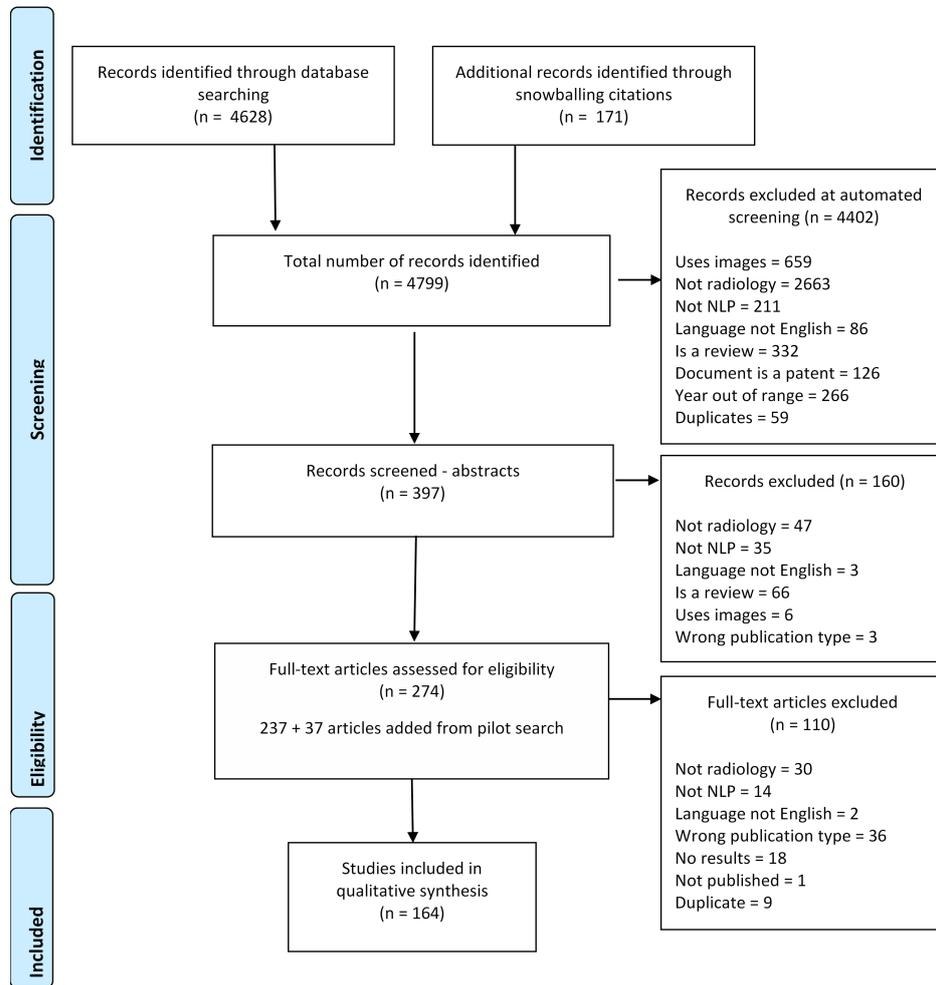 Identification
Records identified through database
searching
(n = 4628)
Additional records identified through
snowballing citations
(n = 171)
Screening
Total number of records identified
(n = 4799)
Records excluded at automated
screening (n = 4402)
Uses images = 659
Not radiology = 2663
Not NLP = 211
Language not English = 86
Is a review = 332
Document is a patent = 126
Year out of range = 266
Duplicates = 59
Records screened - abstracts
(n = 397)
Records excluded (n = 160)
Not radiology = 47
Not NLP = 35
Language not English = 3
Is a review = 66
Uses images = 6
Wrong publication type = 3
Eligibility
Full-text articles assessed for eligibility
(n = 274)
237 + 37 articles added from pilot search
Full-text articles excluded
(n = 110)
Not radiology = 30
Not NLP = 14
Language not English = 2
Wrong publication type = 36
No results = 18
Not published = 1
Duplicate = 9
Included
Studies included in
qualitative synthesis
(n = 164)